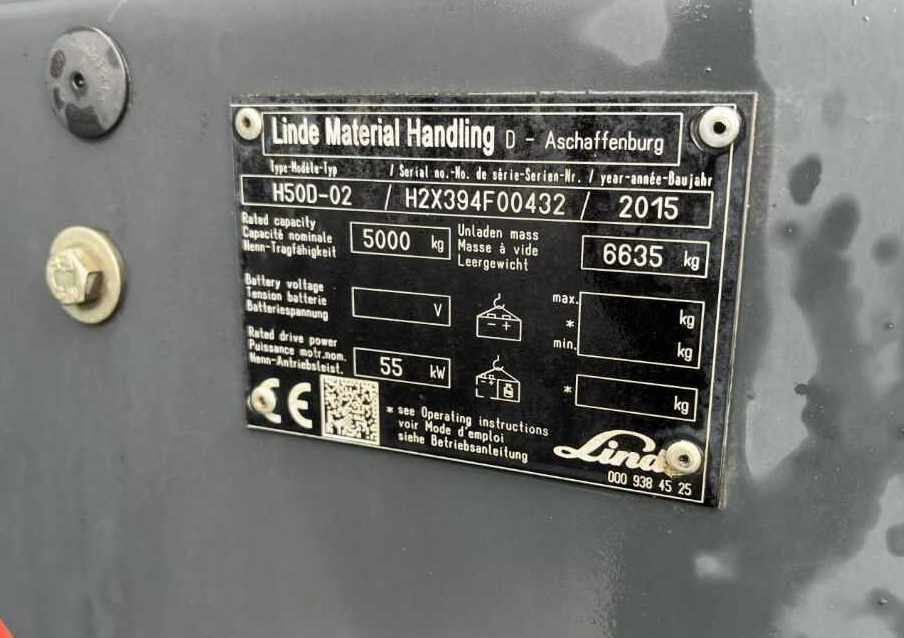 Linde Material Handling D - Aschaffenburg
Type-Modèle-Typ / Serial no.-No. de série-Serien-Nr. / year-année-Baujahr
H50D-02 / H2X394F00432 / 2015
Rated capacity
Capacité nominale
Nenn-Tragfähigkeit
5000 kg
Unladen mass
Masse à vide
Leergewicht
6635 kg
Battery voltage
Tension batterie
Batteriespannung
V
- +
max. kg
*
min. kg
Rated drive power
Puissance motr.nom.
Nenn-Antriebsleist.
55 kW
- +
* kg
CE
* see Operating instructions
voir Mode d'emploi
siehe Betriebsanleitung
Linde
000 938 45 25